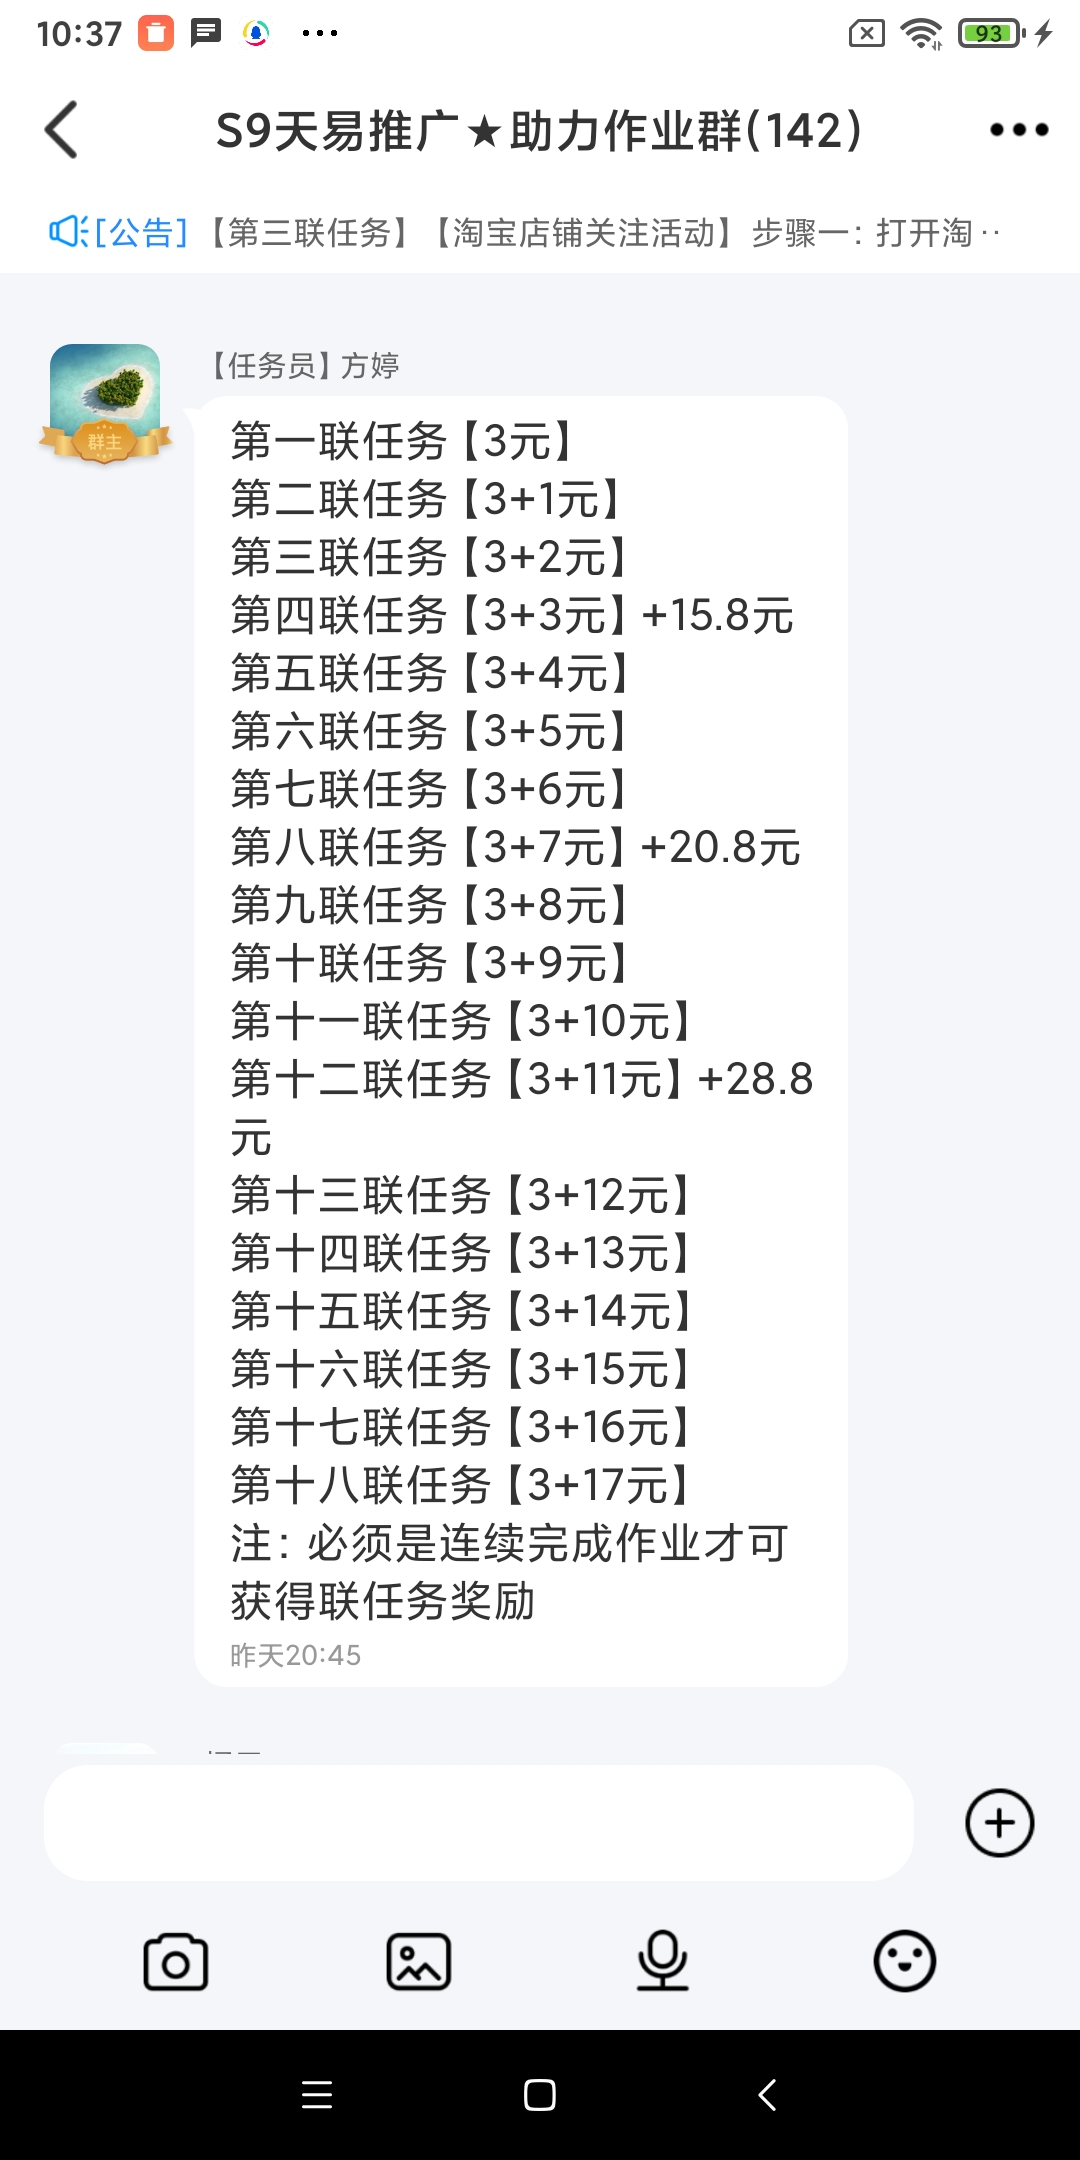 10:37
93
S9天易推广★助力作业群(142)
[公告]【第三联任务】【淘宝店铺关注活动】步骤一：打开淘··
【任务员】方婷
群主
第一联任务【3元】
第二联任务【3+1元】
第三联任务【3+2元】
第四联任务【3+3元】+15.8元
第五联任务【3+4元】
第六联任务【3+5元】
第七联任务【3+6元】
第八联任务【3+7元】+20.8元
第九联任务【3+8元】
第十联任务【3+9元】
第十一联任务【3+10元】
第十二联任务【3+11元】+28.8
元
第十三联任务【3+12元】
第十四联任务【3+13元】
第十五联任务【3+14元】
第十六联任务【3+15元】
第十七联任务【3+16元】
第十八联任务【3+17元】
注：必须是连续完成作业才可
获得联任务奖励
昨天20:45